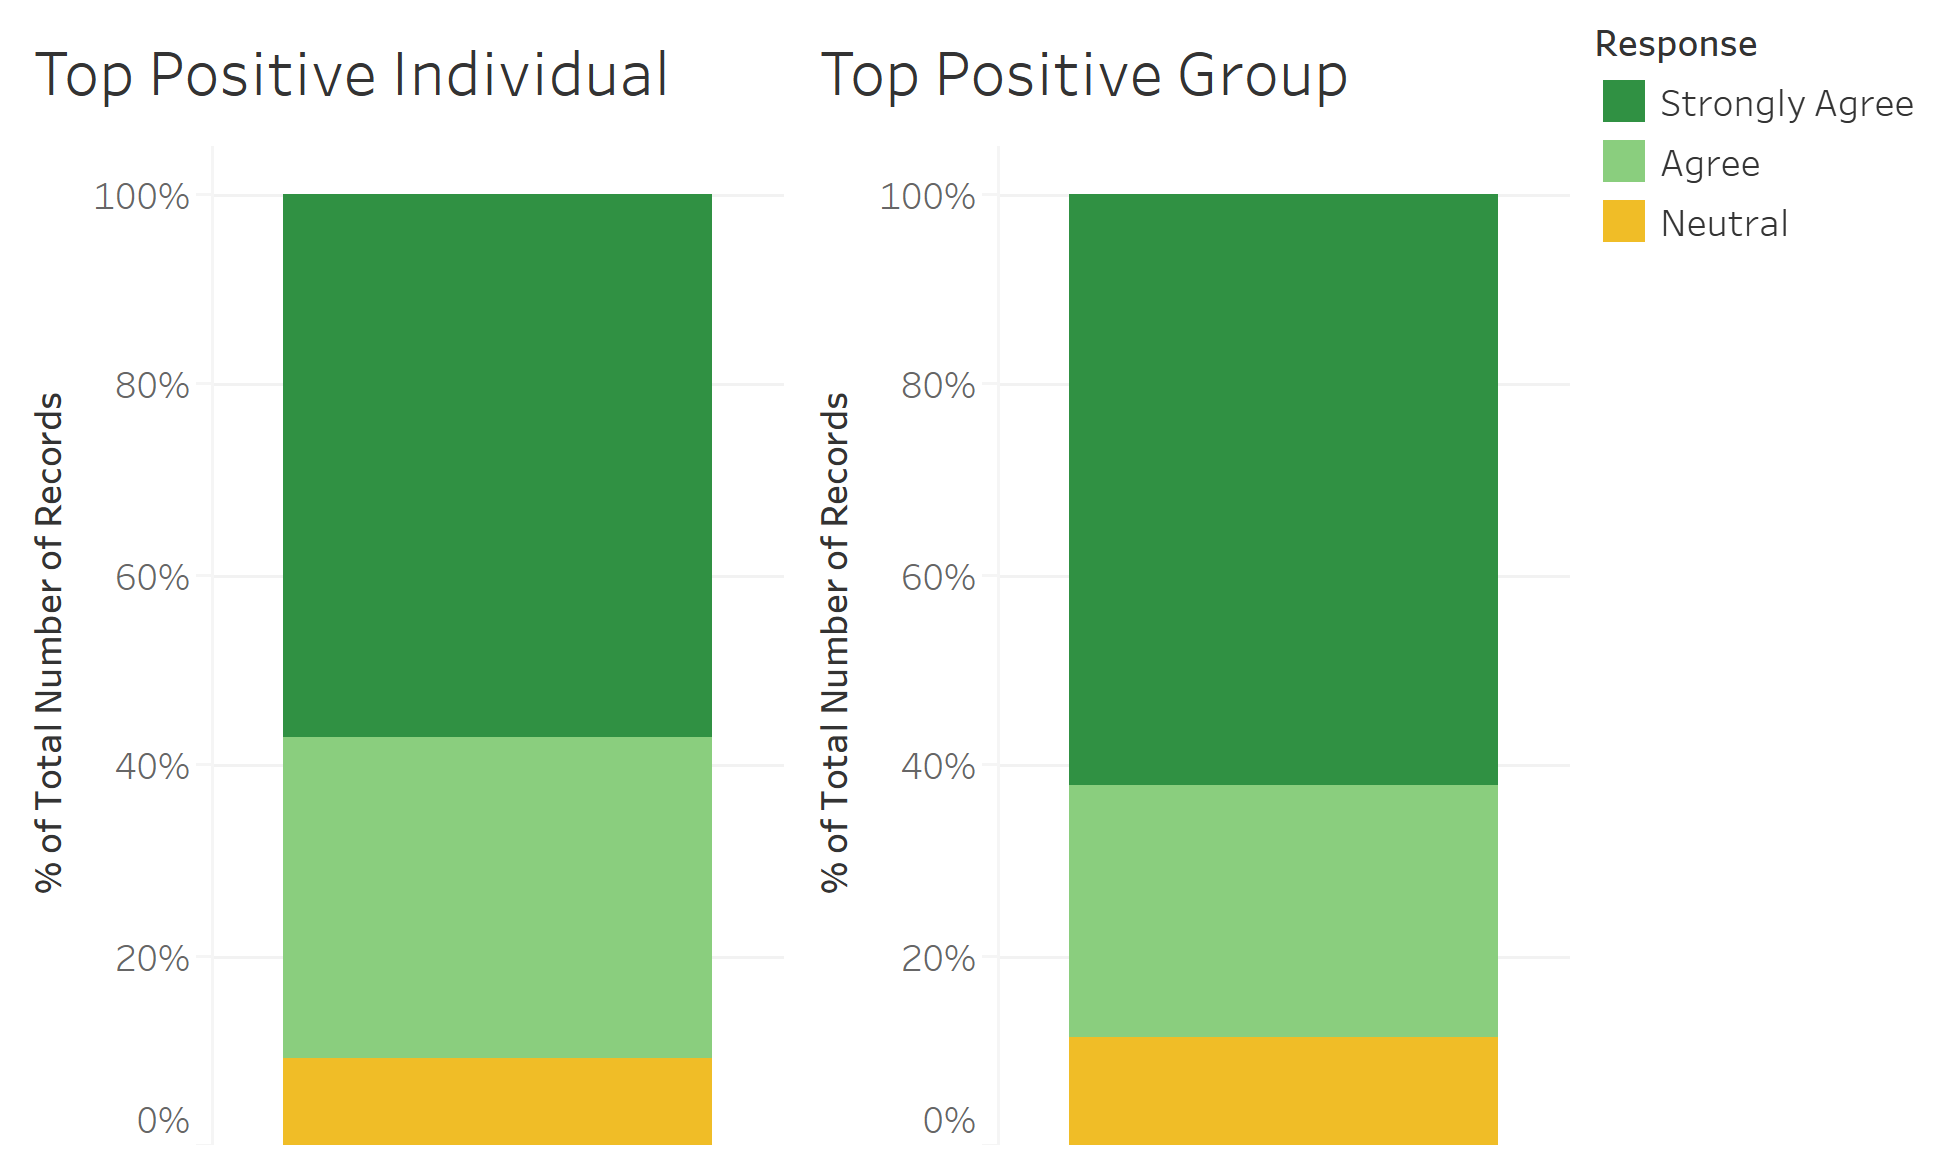 Top Positive Individual
% of Total Number of Records
100%
80%
60%
40%
20%
0%
Top Positive Group
% of Total Number of Records
100%
80%
60%
40%
20%
0%
Response
Strongly Agree
Agree
Neutral